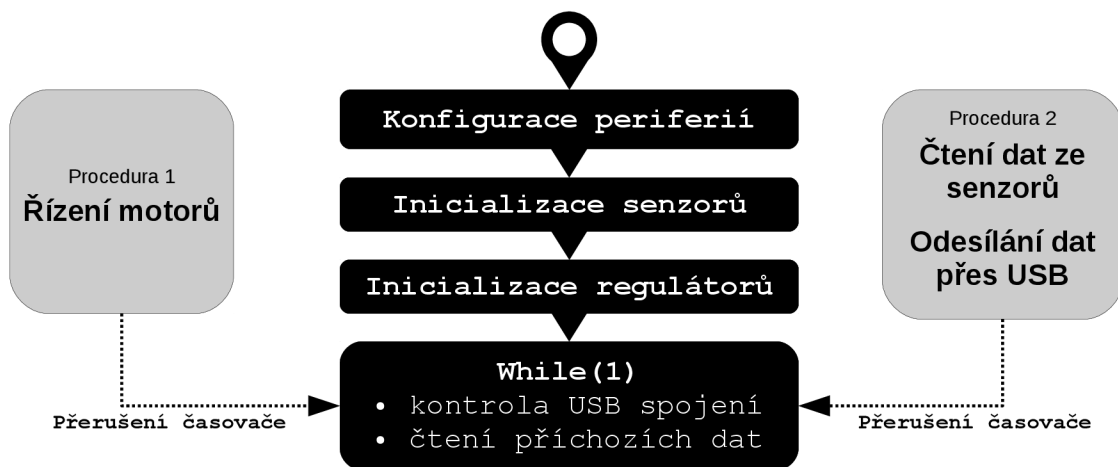 Konfigurace periferií
Procedura 1
Řízení motorů
Inicializace senzorů
Inicializace regulátorů
Procedura 2
Čtení dat ze
senzorů
Odesílání dat
přes USB
While(1)
• kontrola USB spojení
• čtení příchozích dat
Přerušení časovače
Přerušení časovače